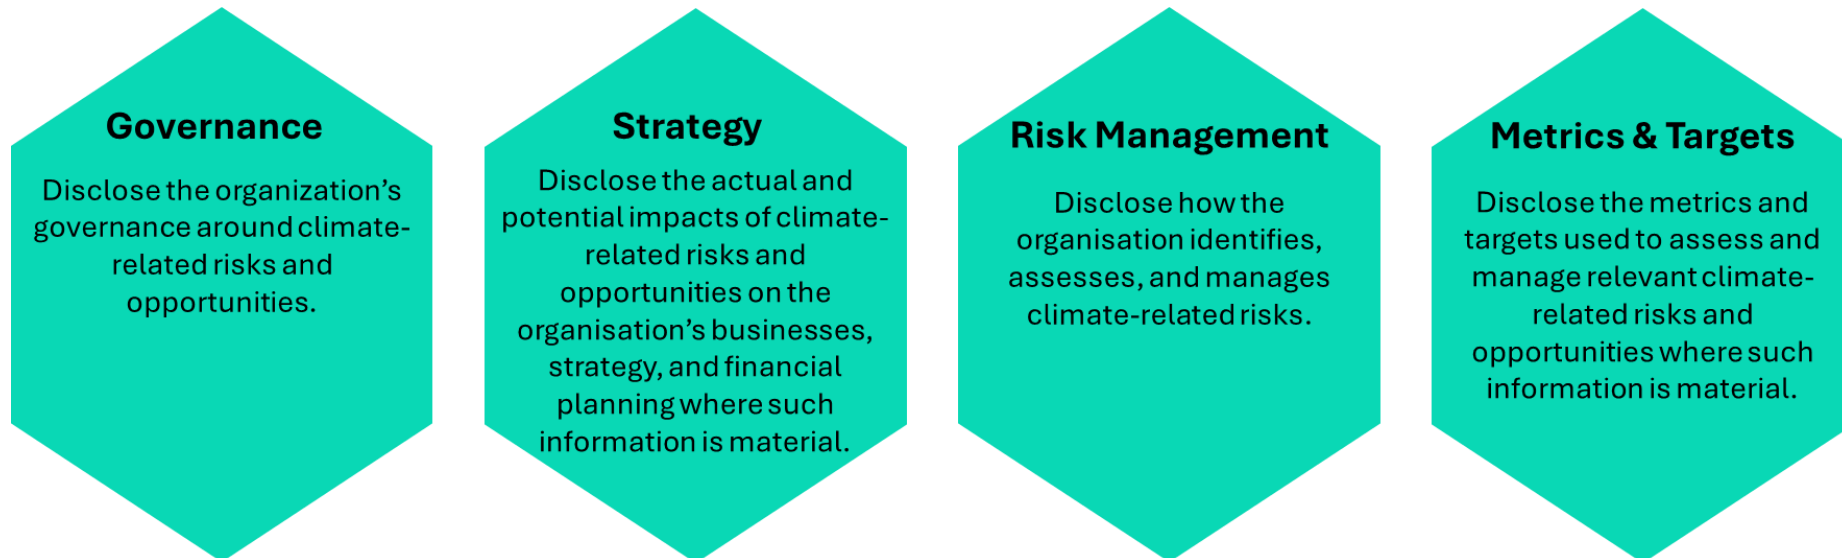 Governance
Disclose the organization’s
governance around climate-
related risks and
opportunities.
Strategy
Disclose the actual and
potential impacts of climate-
related risks and
opportunities on the
organisation’s businesses,
strategy, and financial
planning where such
information is material.
Risk Management
Disclose how the
organisation identifies,
assesses, and manages
climate-related risks.
Metrics & Targets
Disclose the metrics and
targets used to assess and
manage relevant climate-
related risks and
opportunities where such
information is material.